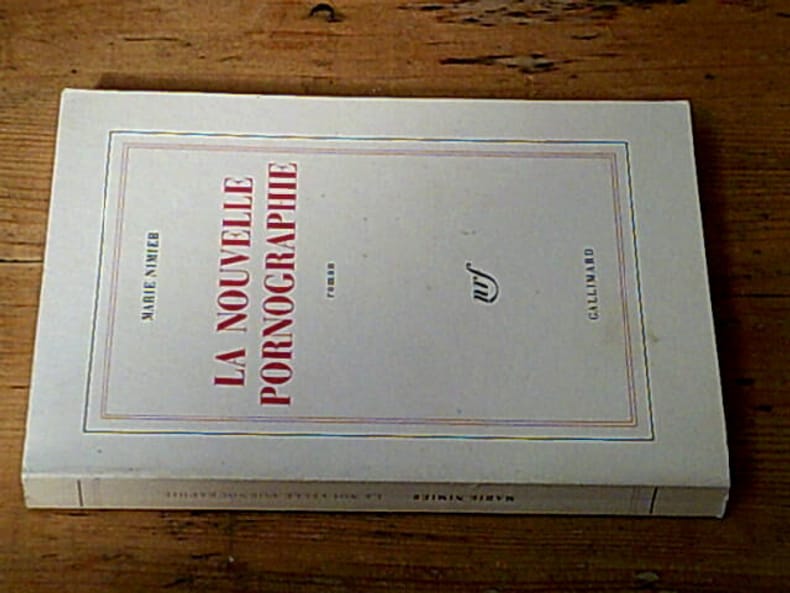 MARIE NIMIER
LA NOUVELLE
PORNOGRAPHIE
roman
nrf
GALLIMARD
MARIE NIMIER LA NOUVELLE PORNOGRAPHIE